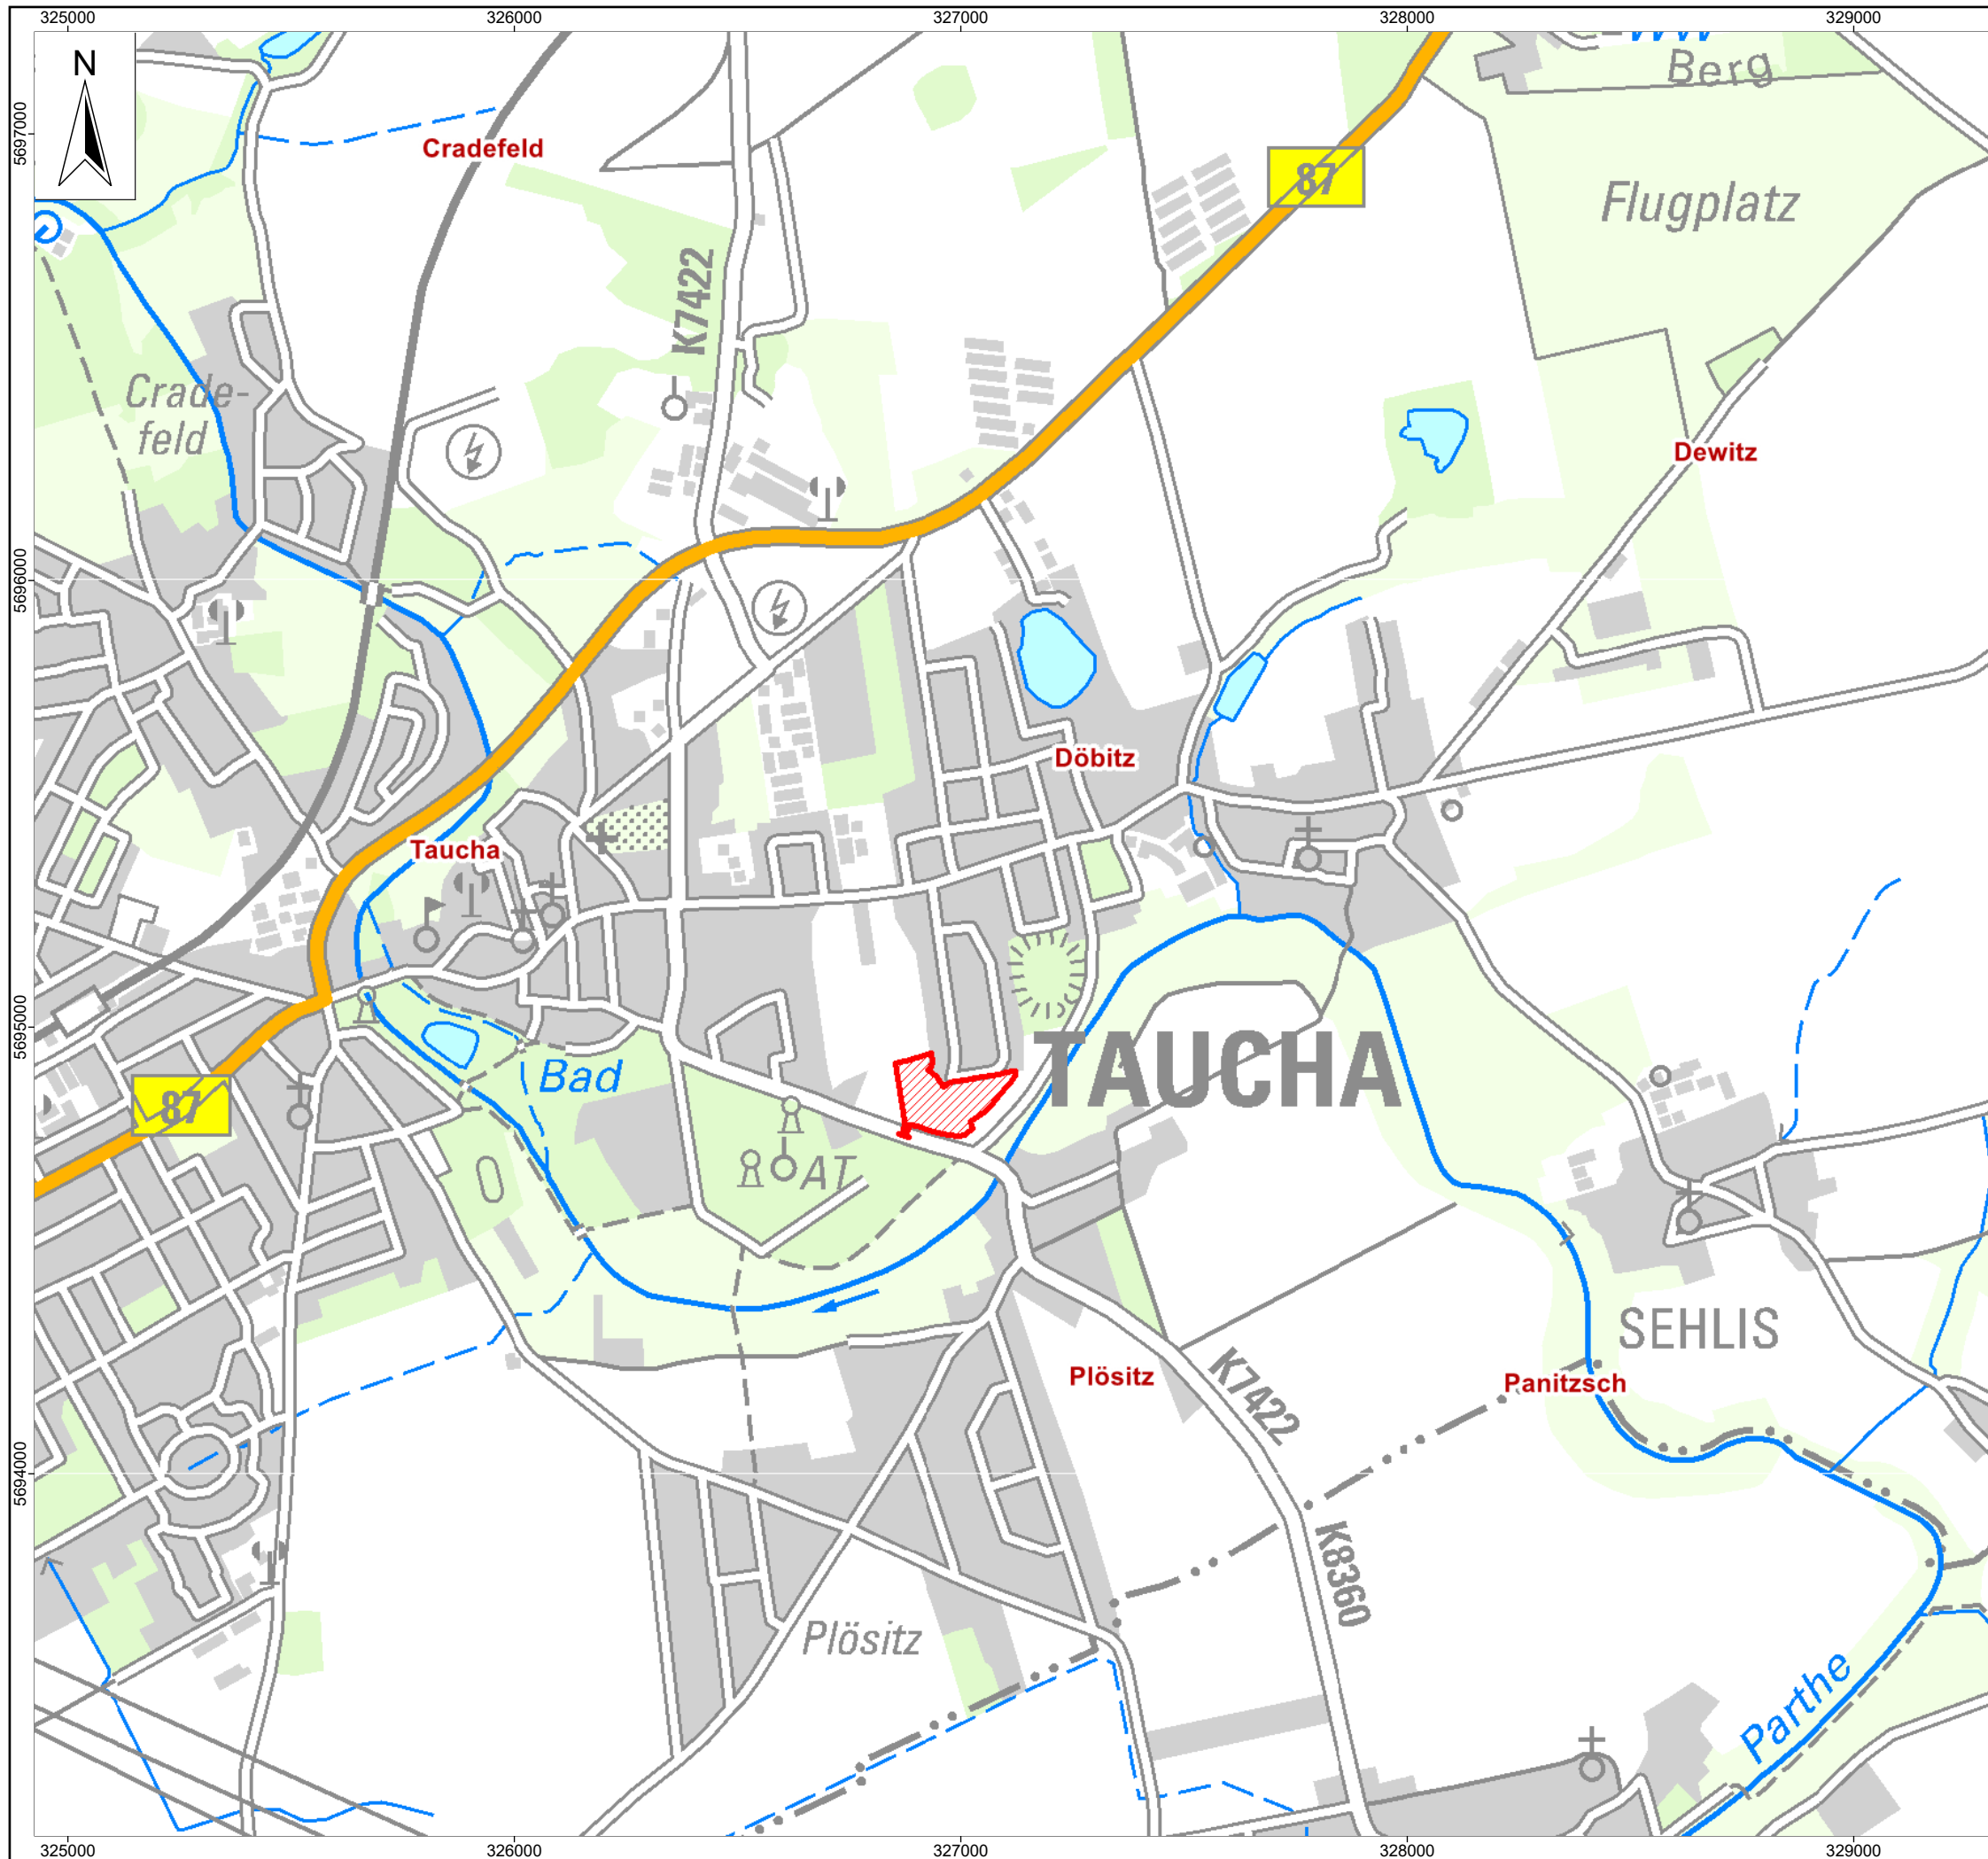 325000
326000
327000
328000
329000
N
Berg
5697000
Cradefeld
87
Flugplatz
K7422
Crade-
feld
Dewitz
5696000
Döbitz
Taucha
5695000
TAUCHA
Bad
87
AT
SEHLIS
Plösitz
K7422
Panitzsch
5694000
K8360
Plösitz
Parthe
325000
326000
327000
328000
329000